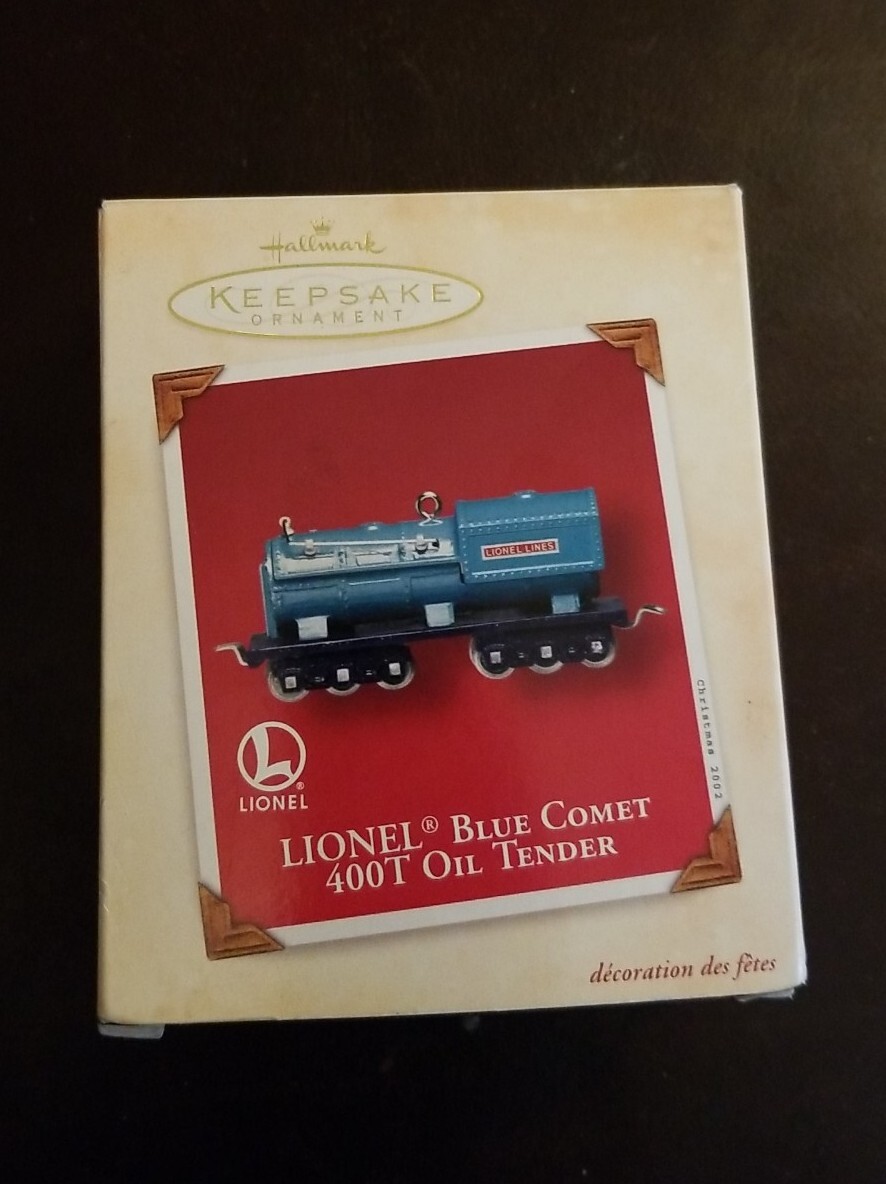 Hallmark
KEEPSAKE
ORNAMENT
LIONEL LINES
Christmas 2002
®
LIONEL
LIONEL® BLUE COMET
400T OIL TENDER
décoration des fêtes